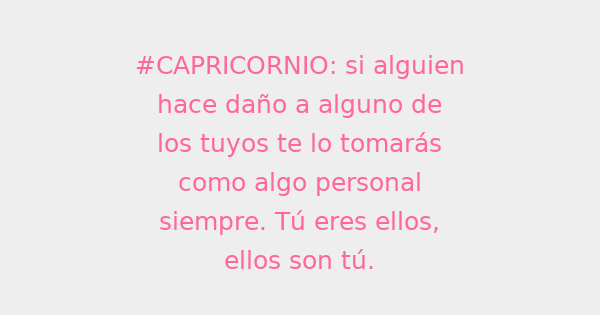 #CAPRICORNIO: si alguien
hace daño a alguno de
los tuyos te lo tomarás
como algo personal
siempre. Tú eres ellos,
ellos son tú.